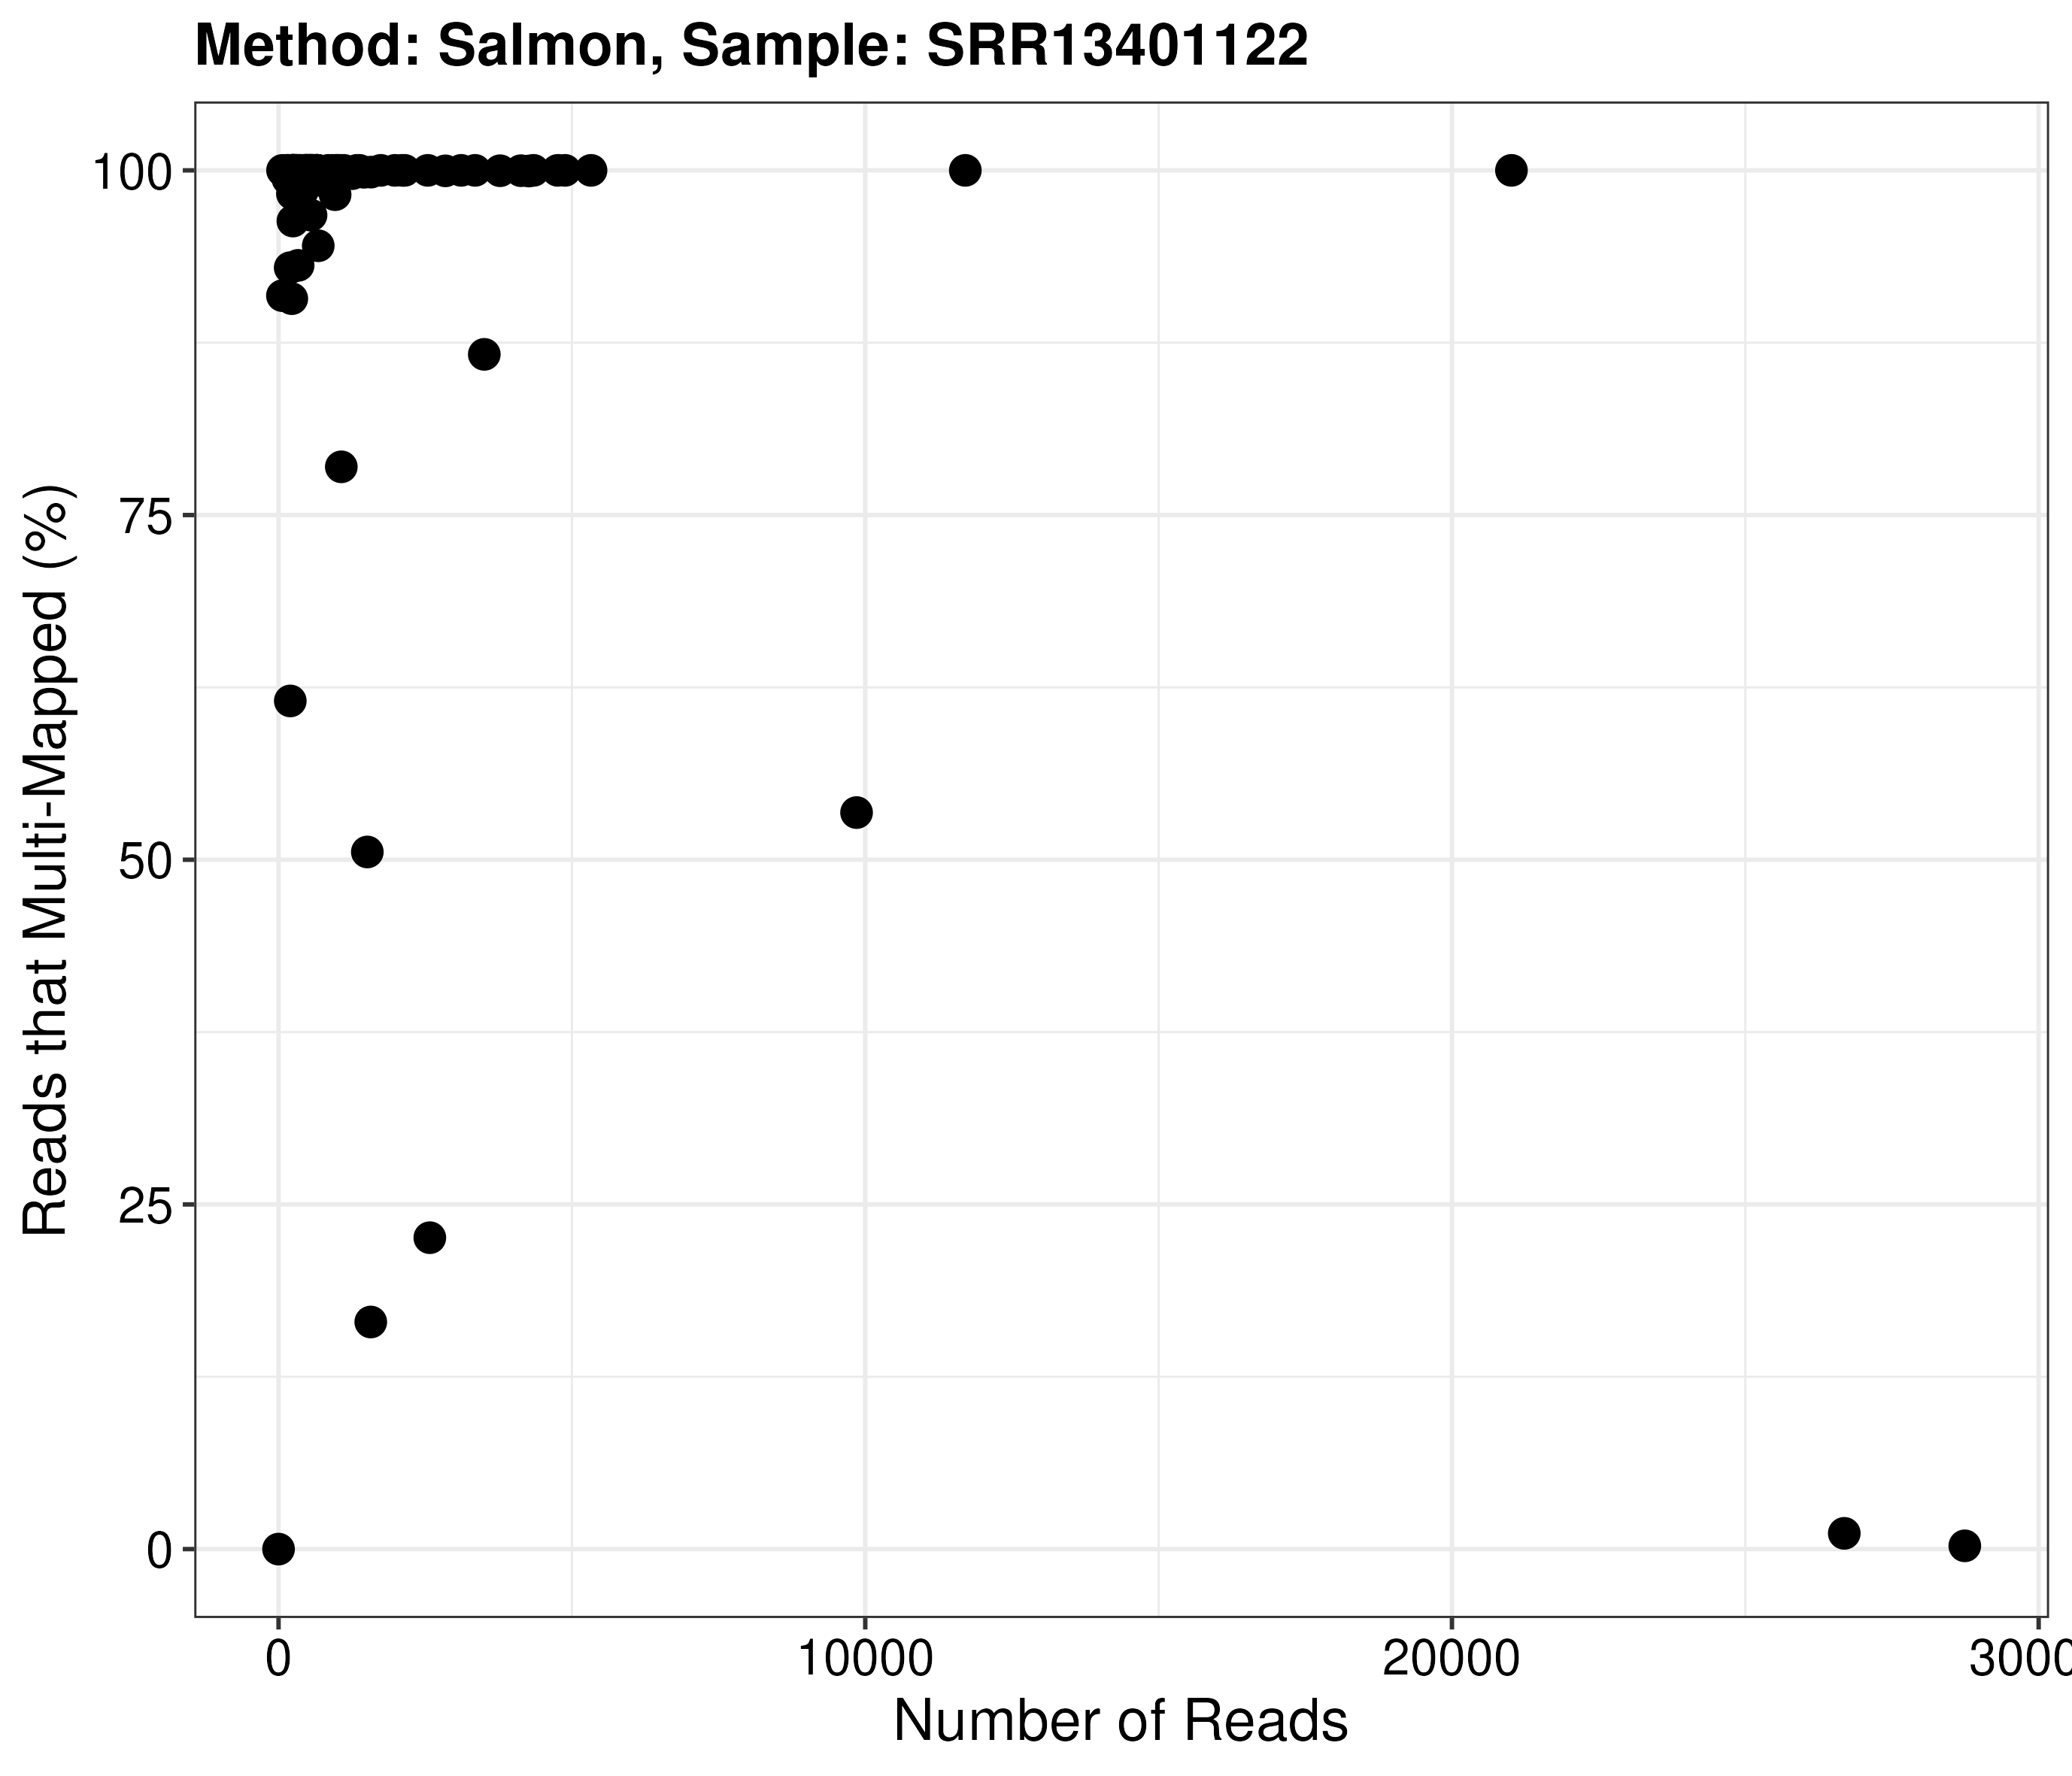 Method: Salmon, Sample: SRR13401122
Reads that Multi-Mapped (%)
100
75
50
25
0
0 10000 20000 3000
Number of Reads